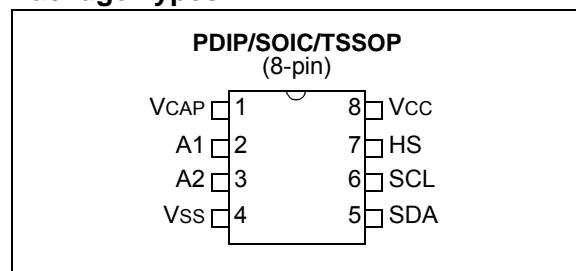 PDIP/SOIC/TSSOP
(8-pin)
VCAP 1 8 VCC
A1 2 7 HS
A2 3 6 SCL
VSS 4 5 SDA